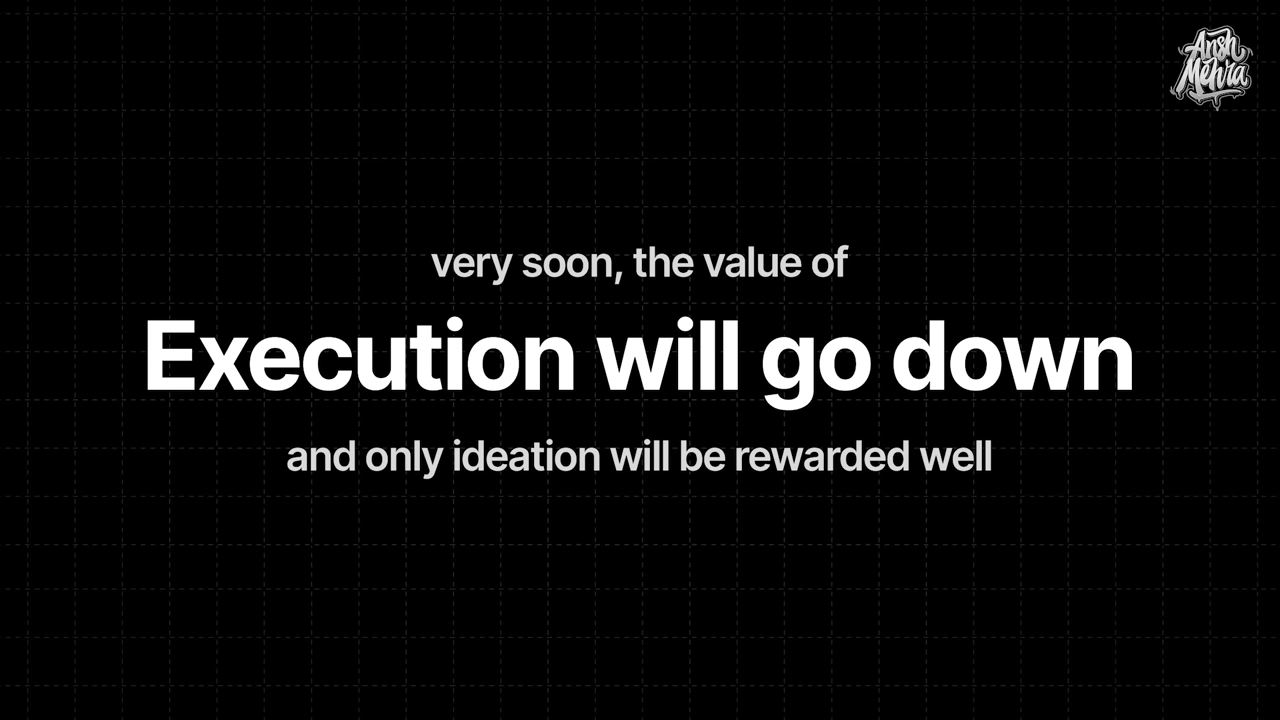 Ansh
Mehra
very soon, the value of
Execution will go down
and only ideation will be rewarded well